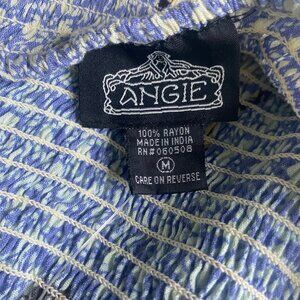 ANGIE
100% RAYON
MADE IN INDIA
RN#060508
M
CARE ON REVERSE